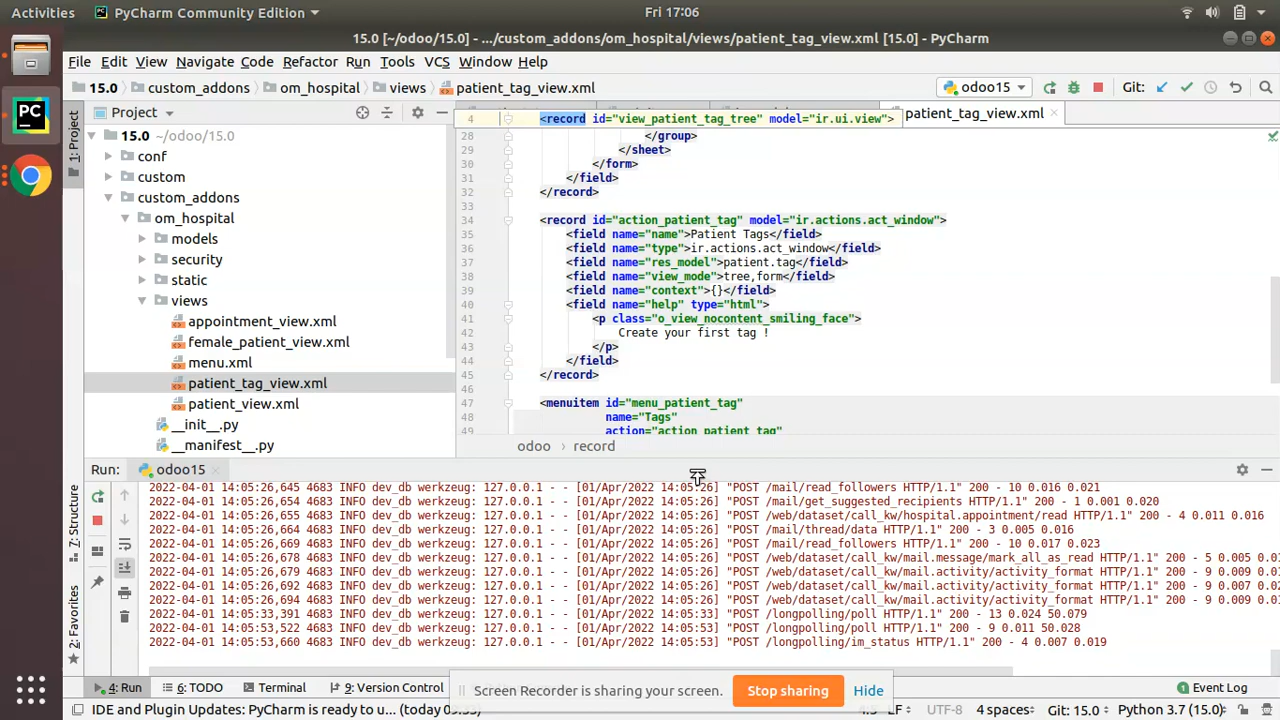 Activities PyCharm Community Edition Fri 17:06
15.0 [~/odoo/15.0] - .../custom_addons/om_hospital/views/patient_tag_view.xml [15.0] - PyCharm
File Edit View Navigate Code Refactor Run Tools VCS Window Help
15.0 custom_addons om_hospital views patient_tag_view.xml odoo15 Git:
1: Project
Project
patient_tag_view.xml
15.0 ~/odoo/15.0
conf
custom
custom_addons
om_hospital
models
security
static
views
appointment_view.xml
female_patient_view.xml
menu.xml
patient_tag_view.xml
patient_view.xml
__init__.py
__manifest__.py
4 <record id="view_patient_tag_tree" model="ir.ui.view">
28 </group>
29 </sheet>
30 </form>
31 </field>
32 </record>
33
34 <record id="action_patient_tag" model="ir.actions.act_window">
35 <field name="name">Patient Tags</field>
36 <field name="type">ir.actions.act_window</field>
37 <field name="res_model">patient.tag</field>
38 <field name="view_mode">tree,form</field>
39 <field name="context">{}</field>
40 <field name="help" type="html">
41 <p class="o_view_nocontent_smiling_face">
42 Create your first tag !
43 </p>
44 </field>
45 </record>
46
47 <menuitem id="menu_patient_tag"
48 name="Tags"
49 action="action_patient_tag"
odoo › record
Run: odoo15
7: Structure
2: Favorites
2022-04-01 14:05:26,645 4683 INFO dev_db werkzeug: 127.0.0.1 - - [01/Apr/2022 14:05:26] "POST /mail/read_followers HTTP/1.1" 200 - 10 0.016 0.021
2022-04-01 14:05:26,654 4683 INFO dev_db werkzeug: 127.0.0.1 - - [01/Apr/2022 14:05:26] "POST /mail/get_suggested_recipients HTTP/1.1" 200 - 1 0.001 0.020
2022-04-01 14:05:26,655 4683 INFO dev_db werkzeug: 127.0.0.1 - - [01/Apr/2022 14:05:26] "POST /web/dataset/call_kw/hospital.appointment/read HTTP/1.1" 200 - 4 0.011 0.016
2022-04-01 14:05:26,664 4683 INFO dev_db werkzeug: 127.0.0.1 - - [01/Apr/2022 14:05:26] "POST /mail/thread/data HTTP/1.1" 200 - 3 0.005 0.016
2022-04-01 14:05:26,672 4683 INFO dev_db werkzeug: 127.0.0.1 - - [01/Apr/2022 14:05:26] "POST /mail/read_followers HTTP/1.1" 200 - 10 0.017 0.023
2022-04-01 14:05:26,678 4683 INFO dev_db werkzeug: 127.0.0.1 - - [01/Apr/2022 14:05:26] "POST /web/dataset/call_kw/mail.message/mark_all_as_read HTTP/1.1" 200 - 5 0.005 0.01
2022-04-01 14:05:26,679 4683 INFO dev_db werkzeug: 127.0.0.1 - - [01/Apr/2022 14:05:26] "POST /web/dataset/call_kw/mail.activity/activity_format HTTP/1.1" 200 - 9 0.009 0.01
2022-04-01 14:05:26,692 4683 INFO dev_db werkzeug: 127.0.0.1 - - [01/Apr/2022 14:05:26] "POST /web/dataset/call_kw/mail.activity/activity_format HTTP/1.1" 200 - 9 0.007 0.01
2022-04-01 14:05:26,694 4683 INFO dev_db werkzeug: 127.0.0.1 - - [01/Apr/2022 14:05:26] "POST /web/dataset/call_kw/mail.activity/activity_format HTTP/1.1" 200 - 9 0.009 0.01
2022-04-01 14:05:33,391 4683 INFO dev_db werkzeug: 127.0.0.1 - - [01/Apr/2022 14:05:33] "POST /longpolling/poll HTTP/1.1" 200 - 13 0.024 50.079
2022-04-01 14:05:53,522 4683 INFO dev_db werkzeug: 127.0.0.1 - - [01/Apr/2022 14:05:53] "POST /longpolling/poll HTTP/1.1" 200 - 9 0.011 50.028
2022-04-01 14:05:53,660 4683 INFO dev_db werkzeug: 127.0.0.1 - - [01/Apr/2022 14:05:53] "POST /longpolling/im_status HTTP/1.1" 200 - 4 0.007 0.019
4: Run 6: TODO Terminal 9: Version Control Event Log
Screen Recorder is sharing your screen. Stop sharing Hide
IDE and Plugin Updates: PyCharm is ready to u... LF UTF-8 4 spaces Git: 15.0 Python 3.7 (15.0)